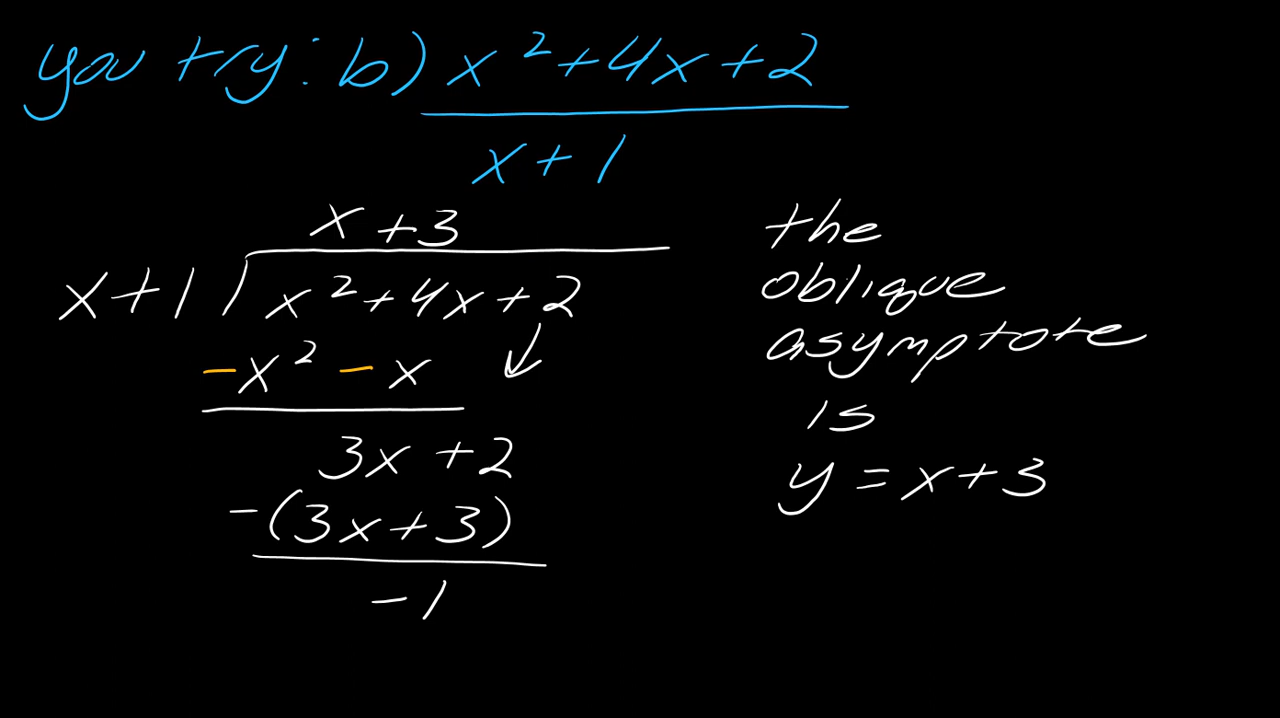 you try: b) x²+4x+2
x+1
x+3
x+1 x²+4x+2
-x² - x
3x+2
-(3x+3)
-1
the
oblique
asymptote
is
y=x+3